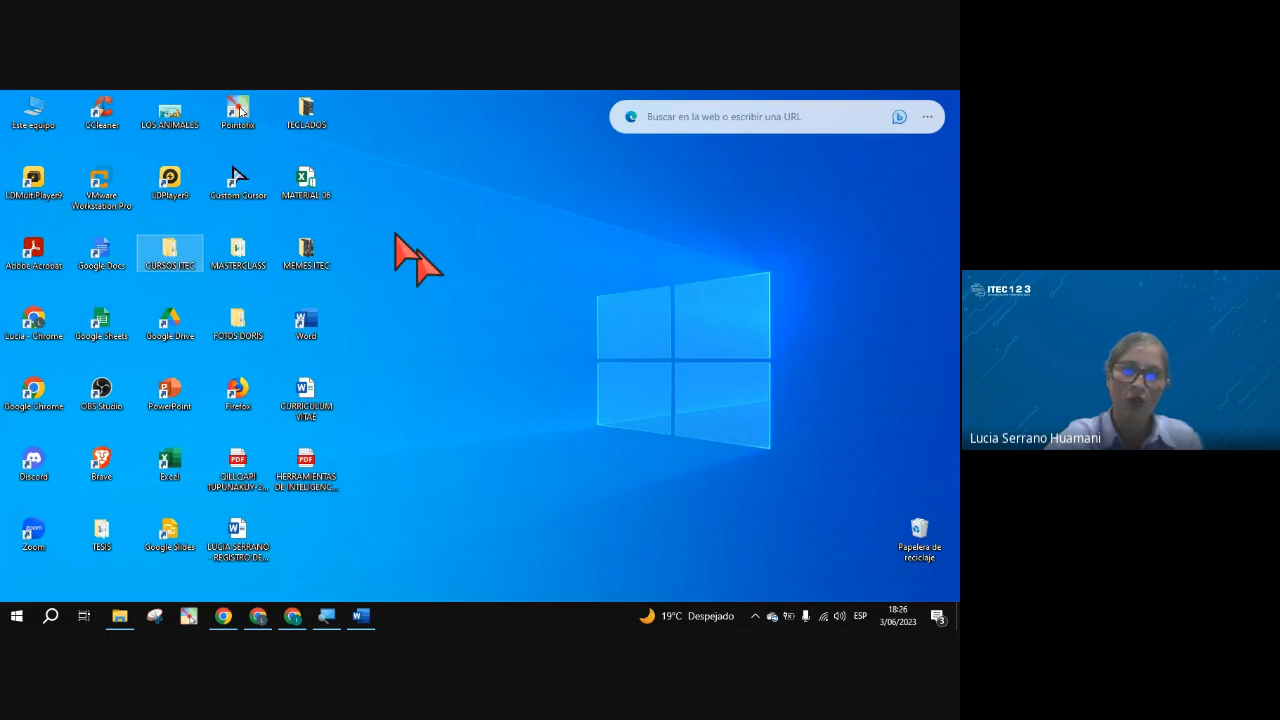 Buscar en la web o escribir una URL
Este equipo
CCleaner
LOS ANIMALES
Pointofix
TECLADOS
LDMultiPlayer9
VMware
Workstation Pro
LDPlayer9
Custom Cursor
MATERIAL 06
Adobe Acrobat
Google Docs
CURSOS ITEC
MASTERCLASS
MEMES ITEC
Lucia - Chrome
Google Sheets
Google Drive
FOTOS DORIS
Word
Google Chrome
OBS Studio
PowerPoint
Firefox
CURRICULUM
VITAE
Discord
Brave
Excel
QILLQAPI
TUPUNAKUY-2...
HERRAMIENTAS
DE INTELIGENC...
Zoom
TESIS
Google Slides
LUCIA SERRANO
- REGISTRO DE...
Papelera de
reciclaje
19°C Despejado
ESP
18:26
3/06/2023
3
ITEC 1 2 3
Lucia Serrano Huamani